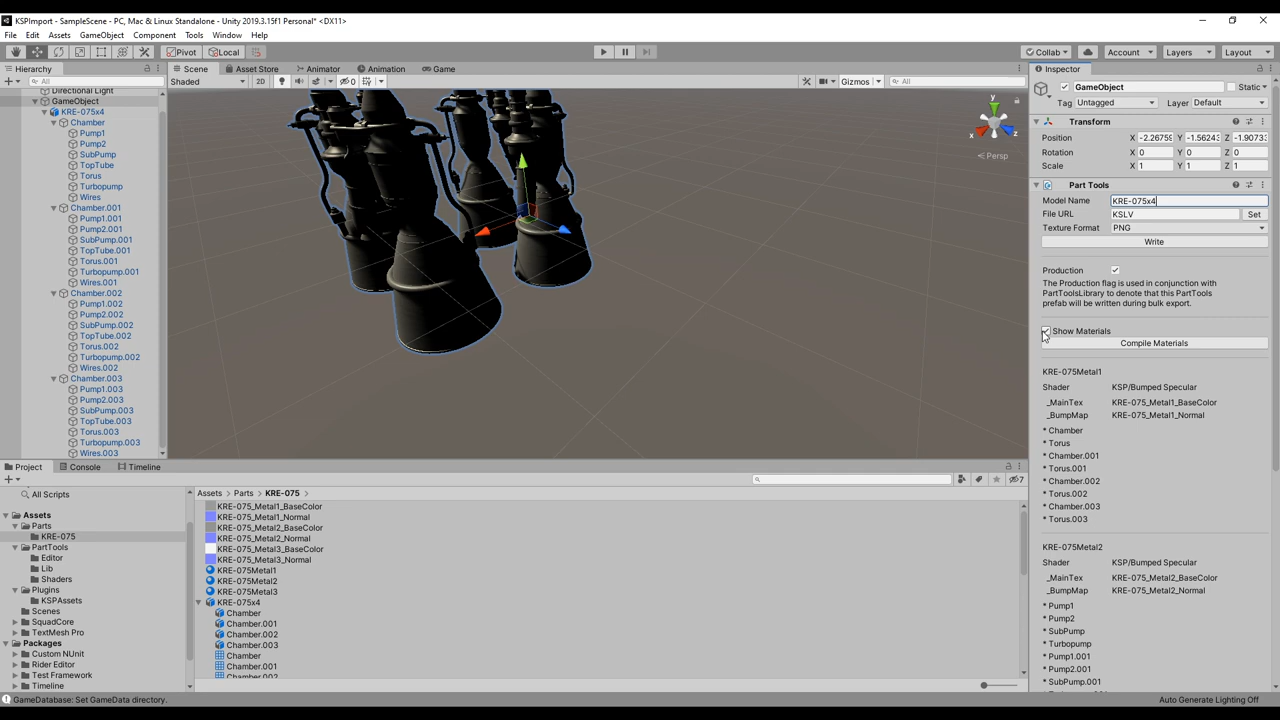 KSPImport - SampleScene - PC, Mac & Linux Standalone - Unity 2019.3.15f1 Personal* <DX11>
File Edit Assets GameObject Component Tools Window Help
Pivot Local Collab Account Layers Layout
Hierarchy
All
Directional Light
GameObject
KRE-075x4
Chamber
Pump1
Pump2
SubPump
TopTube
Torus
Turbopump
Wires
Chamber.001
Pump1.001
Pump2.001
SubPump.001
TopTube.001
Torus.001
Turbopump.001
Wires.001
Chamber.002
Pump1.002
Pump2.002
SubPump.002
TopTube.002
Torus.002
Turbopump.002
Wires.002
Chamber.003
Pump1.003
Pump2.003
SubPump.003
TopTube.003
Torus.003
Turbopump.003
Wires.003
Scene Asset Store Animator Animation Game
Shaded 2D 0 Gizmos All
y
x z
Persp
Inspector
GameObject Static
Tag Untagged Layer Default
Transform
Position X -2.26759 Y -1.56243 Z -1.90733
Rotation X 0 Y 0 Z 0
Scale X 1 Y 1 Z 1
Part Tools
Model Name KRE-075x4
File URL KSLV Set
Texture Format PNG
Write
Production
The Production flag is used in conjunction with
PartToolsLibrary to denote that this PartTools
prefab will be written during bulk export.
Show Materials
Compile Materials
KRE-075Metal1
Shader KSP/Bumped Specular
_MainTex KRE-075_Metal1_BaseColor
_BumpMap KRE-075_Metal1_Normal
* Chamber
* Torus
* Chamber.001
* Torus.001
* Chamber.002
* Torus.002
* Chamber.003
* Torus.003
KRE-075Metal2
Shader KSP/Bumped Specular
_MainTex KRE-075_Metal2_BaseColor
_BumpMap KRE-075_Metal2_Normal
* Pump1
* Pump2
* SubPump
* Turbopump
* Pump1.001
* Pump2.001
* SubPump.001
Project Console Timeline
7
All Scripts
Assets
Parts
KRE-075
PartTools
Editor
Lib
Shaders
Plugins
KSPAssets
Scenes
SquadCore
TextMesh Pro
Packages
Custom NUnit
Rider Editor
Test Framework
Timeline
Assets > Parts > KRE-075 >
KRE-075_Metal1_BaseColor
KRE-075_Metal1_Normal
KRE-075_Metal2_BaseColor
KRE-075_Metal2_Normal
KRE-075_Metal3_BaseColor
KRE-075_Metal3_Normal
KRE-075Metal1
KRE-075Metal2
KRE-075Metal3
KRE-075x4
Chamber
Chamber.001
Chamber.002
Chamber.003
Chamber
Chamber.001
Chamber.002
GameDatabase: Set GameData directory.
Auto Generate Lighting Off